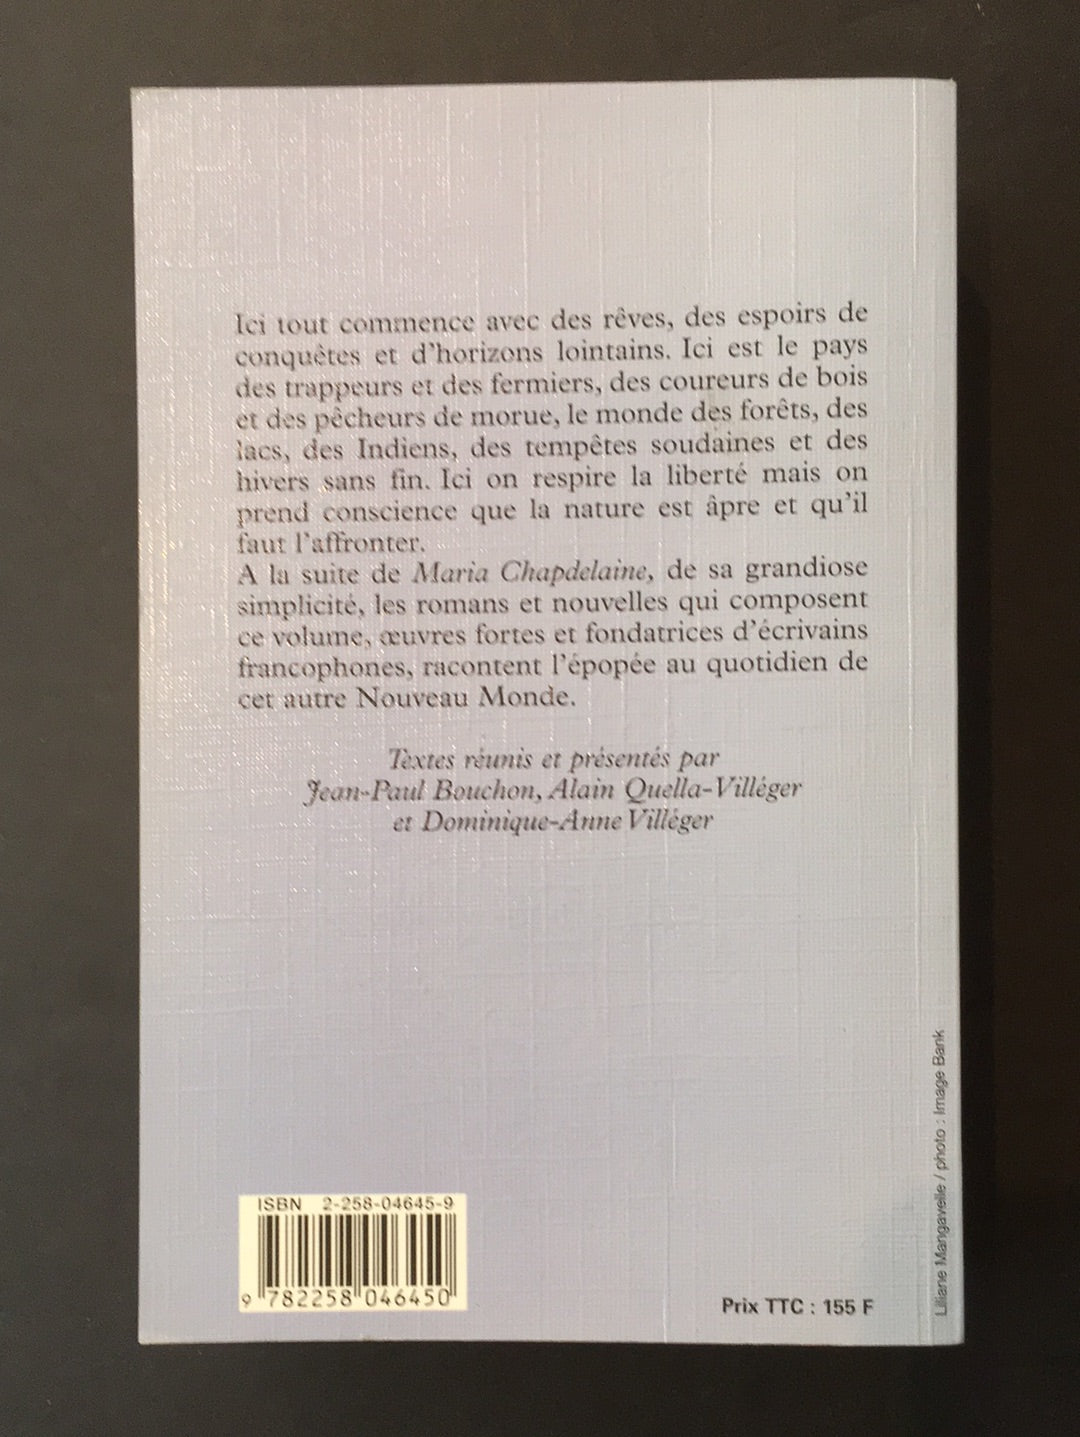 Ici tout commence avec des rêves, des espoirs de
conquêtes et d'horizons lointains. Ici est le pays
des trappeurs et des fermiers, des coureurs de bois
et des pêcheurs de morue, le monde des forêts, des
lacs, des Indiens, des tempêtes soudaines et des
hivers sans fin. Ici on respire la liberté mais on
prend conscience que la nature est âpre et qu'il
faut l'affronter.
A la suite de Maria Chapdelaine, de sa grandiose
simplicité, les romans et nouvelles qui composent
ce volume, œuvres fortes et fondatrices d'écrivains
francophones, racontent l'épopée au quotidien de
cet autre Nouveau Monde.
Textes réunis et présentés par
Jean-Paul Bouchon, Alain Quella-Villéger
et Dominique-Anne Villéger
ISBN 2-258-04645-9
9 782258 046450
Prix TTC : 155 F
Liliane Mangavelle / photo : Image Bank